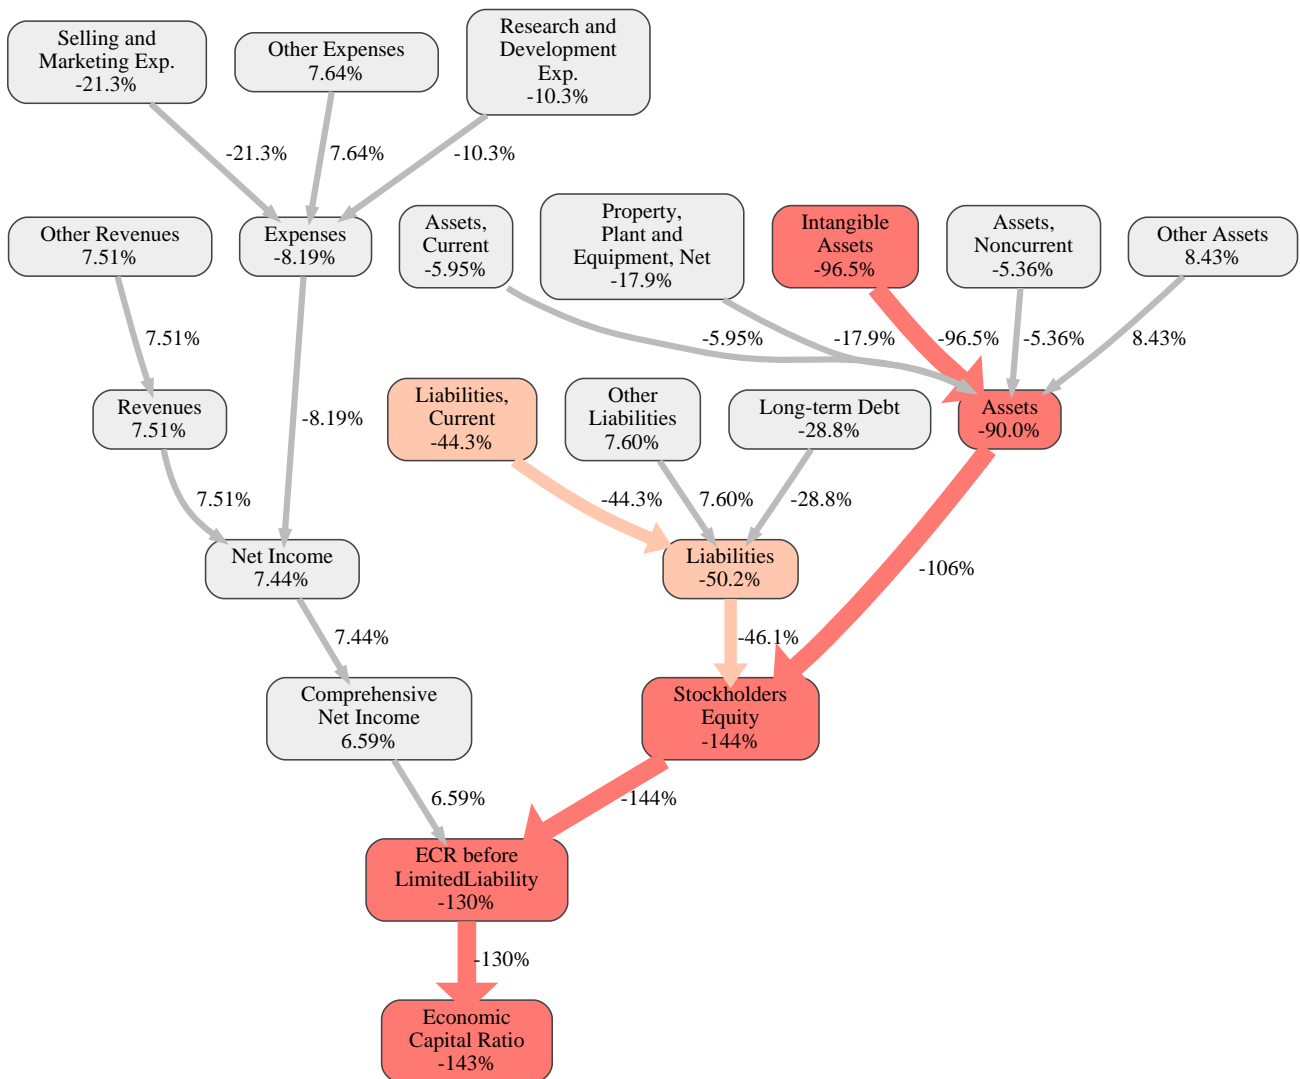 Selling and
Marketing Exp.
-21.3%
Other Expenses
7.64%
Research and
Development
Exp.
-10.3%
-21.3%
7.64%
-10.3%
Other Revenues
7.51%
Expenses
-8.19%
Assets,
Current
-5.95%
Property,
Plant and
Equipment, Net
-17.9%
Intangible
Assets
-96.5%
Assets,
Noncurrent
-5.36%
Other Assets
8.43%
7.51%
-5.95%
-17.9%
-96.5%
-5.36%
8.43%
Revenues
7.51%
-8.19%
Liabilities,
Current
-44.3%
Other
Liabilities
7.60%
Long-term Debt
-28.8%
Assets
-90.0%
7.51%
-44.3%
7.60%
-28.8%
Net Income
7.44%
Liabilities
-50.2%
-106%
7.44%
-46.1%
Comprehensive
Net Income
6.59%
Stockholders
Equity
-144%
6.59%
-144%
ECR before
LimitedLiability
-130%
-130%
Economic
Capital Ratio
-143%